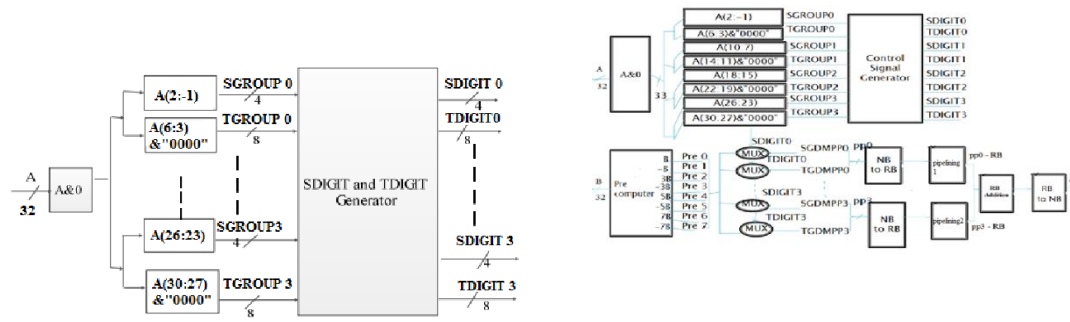 A
32
A&0
A(2:-1)
A(6:3)
&"0000"
A(26:23)
A(30:27)
&"0000"
SGROUP 0
4
TGROUP 0
8
SGROUP3
4
TGROUP 3
8
SDIGIT and TDIGIT
Generator
SDIGIT 0
4
TDIGIT0
8
SDIGIT 3
4
TDIGIT 3
8
A
32
A&0
33
A(2:-1)
A(6:3)&"0000"
A(10:7)
A(14:11)&"0000"
A(18:15)
A(22:19)&"0000"
A(26:23)
A(30:27)&"0000"
SGROUP0
TGROUP0
SGROUP1
TGROUP1
SGROUP2
TGROUP2
SGROUP3
TGROUP3
Control
Signal
Generator
SDIGIT0
TDIGIT0
SDIGIT1
TDIGIT1
SDIGIT2
TDIGIT2
SDIGIT3
TDIGIT3
B
32
Pre
computer
B
-B
3B
-3B
5B
-5B
7B
-7B
Pre 0
Pre 1
Pre 2
Pre 3
Pre 4
Pre 5
Pre 6
Pre 7
SDIGIT0
MUX
TDIGIT0
MUX
SDIGIT3
MUX
TDIGIT3
MUX
SGDMPP0
PP0
TGDMPP0
SGDMPP3
PP3
TGDMPP3
NB
to RB
NB
to RB
pipelining
1
pipelining2
pp0 - RB
pp3 - RB
RB
Addition
RB
to NB